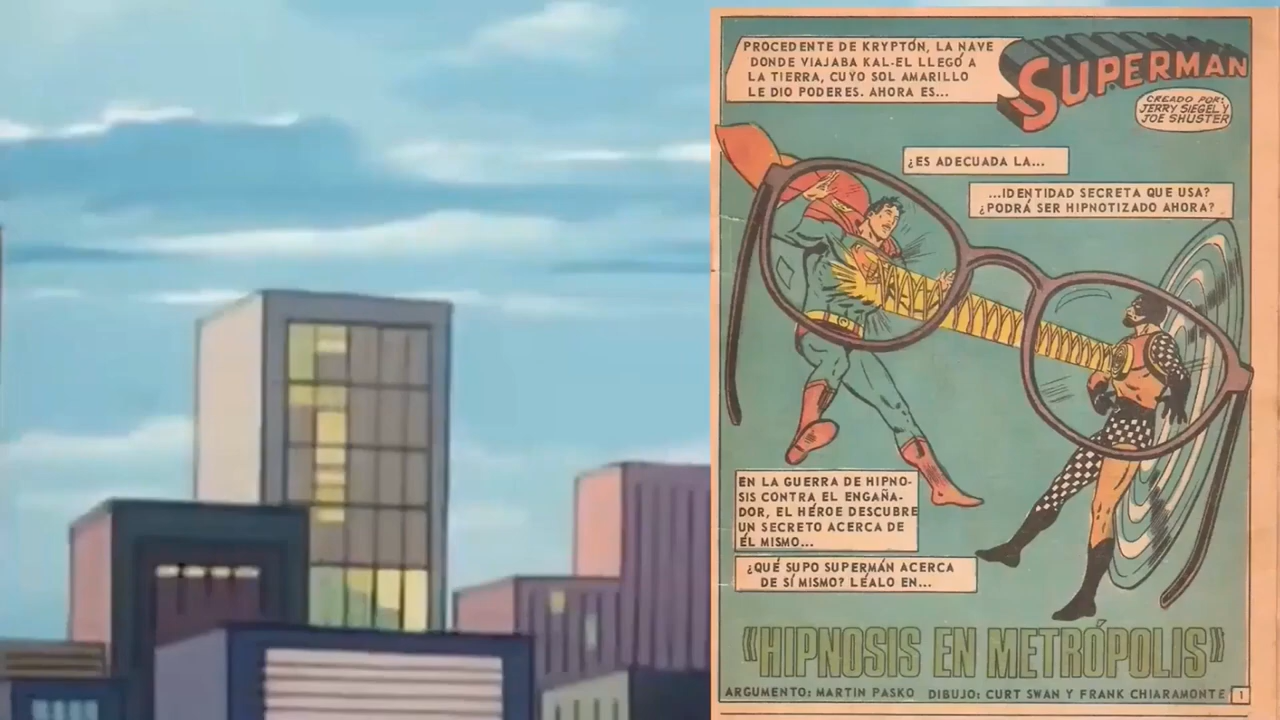 PROCEDENTE DE KRYPTÓN, LA NAVE
DONDE VIAJABA KAL-EL LLEGÓ A
LA TIERRA, CUYO SOL AMARILLO
LE DIO PODERES. AHORA ES...
SUPERMAN
CREADO POR:
JERRY SIEGEL Y
JOE SHUSTER
¿ES ADECUADA LA...
...IDENTIDAD SECRETA QUE USA?
¿PODRÁ SER HIPNOTIZADO AHORA?
EN LA GUERRA DE HIPNO-
SIS CONTRA EL ENGAÑA-
DOR, EL HÉROE DESCUBRE
UN SECRETO ACERCA DE
ÉL MISMO...
¿QUÉ SUPO SUPERMÁN ACERCA
DE SÍ MISMO? LÉALO EN...
"HIPNOSIS EN METRÓPOLIS"
ARGUMENTO: MARTIN PASKO DIBUJO: CURT SWAN Y FRANK CHIARAMONTE 1